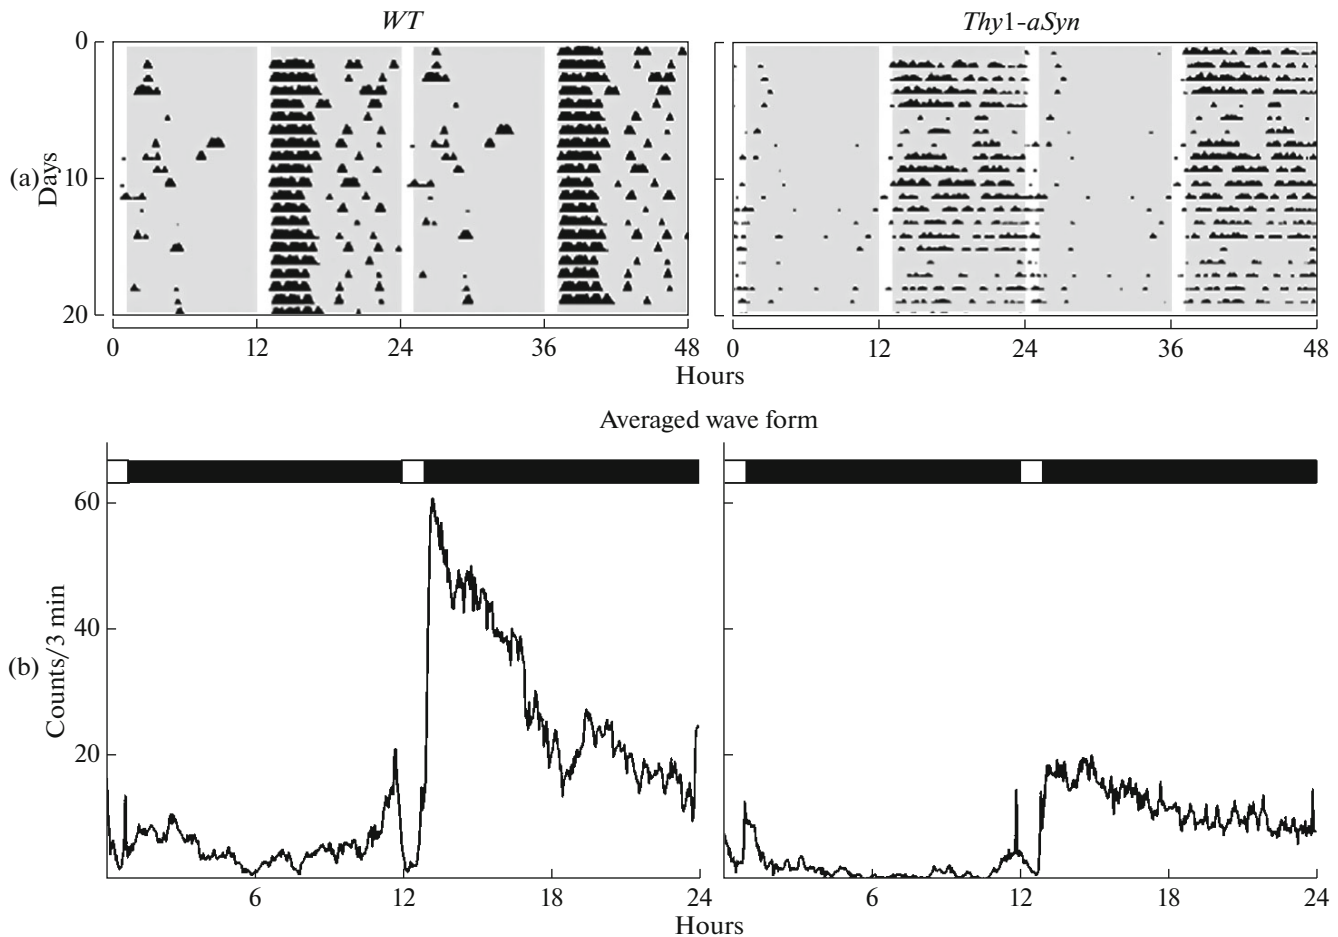 (a)
WT
Thy1-aSyn
Days
0
10
20
0 12 24 36 48
0 12 24 36 48
Hours
Averaged wave form
(b)
Counts/3 min
60
40
20
6 12 18 24
6 12 18 24
Hours